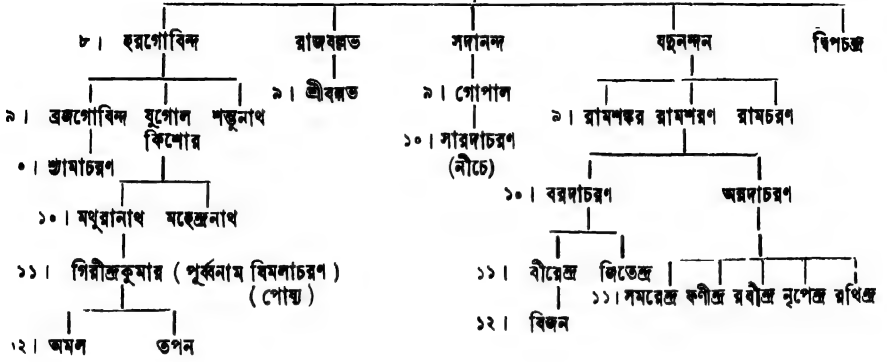 ৮। হরগোবিন্দ রাজবল্লভ সদানন্দ যদুনন্দন দ্বিপচন্দ্র
৯। শ্রীবল্লভ ৯। গোপাল
৯। ব্রজগোবিন্দ যুগোল শম্ভুনাথ ৯। রামশঙ্কর রামশরণ রামচরণ
কিশোর ১০। সারদাচরণ
০। শ্যামাচরণ (নীচে)
১০। বরদাচরণ অন্নদাচরণ
১০। মথুরানাথ মহেন্দ্রনাথ
১১। গিরীন্দ্রকুমার (পূর্ব্বনাম বিমলাচরণ) ১১। বীরেন্দ্র জিতেন্দ্র
(পোষ্য) ১১। সমরেন্দ্র ফণীন্দ্র রবীন্দ্র নৃপেন্দ্র রথিন্দ্র
১২। বিজন
১২। অমল তপন